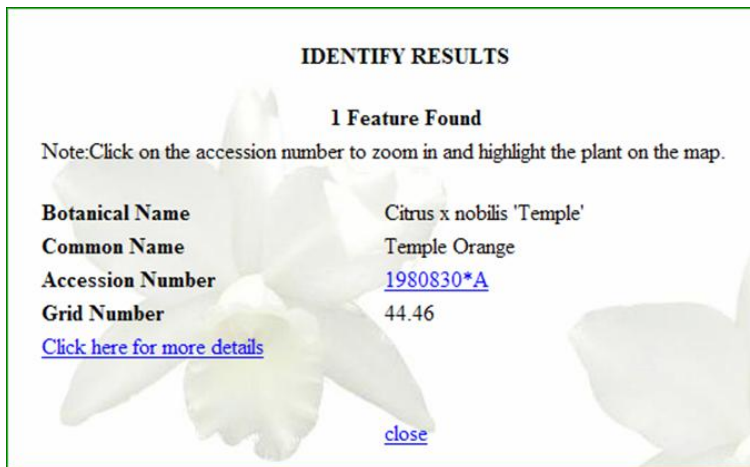 IDENTIFY RESULTS
1 Feature Found
Note:Click on the accession number to zoom in and highlight the plant on the map.
Botanical Name Citrus x nobilis 'Temple'
Common Name Temple Orange
Accession Number 1980830*A
Grid Number 44.46
Click here for more details
close